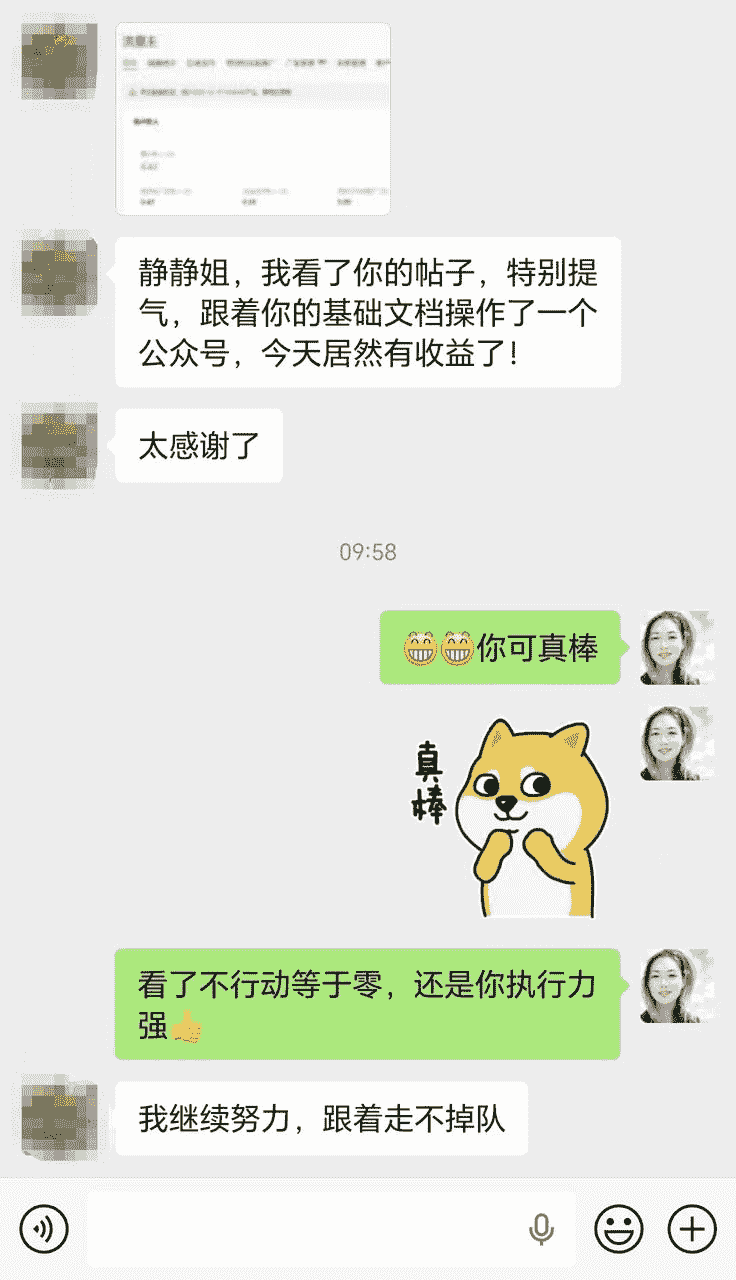 静静姐，我看了你的帖子，特别提
气，跟着你的基础文档操作了一个
公众号，今天居然有收益了！
太感谢了
09:58
😁😁你可真棒
真棒
看了不行动等于零，还是你执行力
强👍
我继续努力，跟着走不掉队